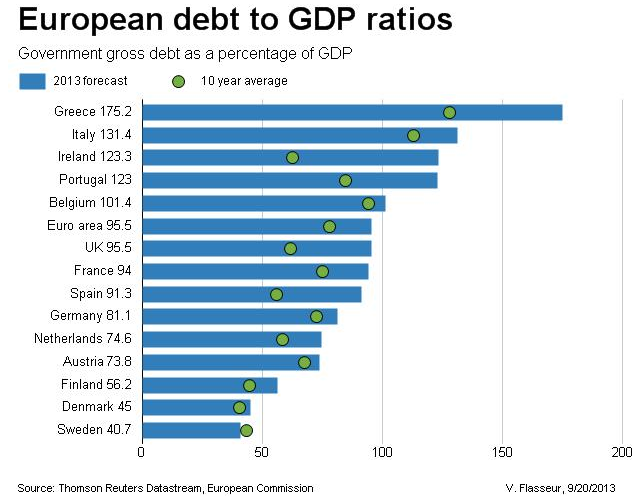 European debt to GDP ratios
Government gross debt as a percentage of GDP
2013 forecast 10 year average
Greece 175.2
Italy 131.4
Ireland 123.3
Portugal 123
Belgium 101.4
Euro area 95.5
UK 95.5
France 94
Spain 91.3
Germany 81.1
Netherlands 74.6
Austria 73.8
Finland 56.2
Denmark 45
Sweden 40.7
0 50 100 150 200
Source: Thomson Reuters Datastream, European Commission V. Flasseur, 9/20/2013